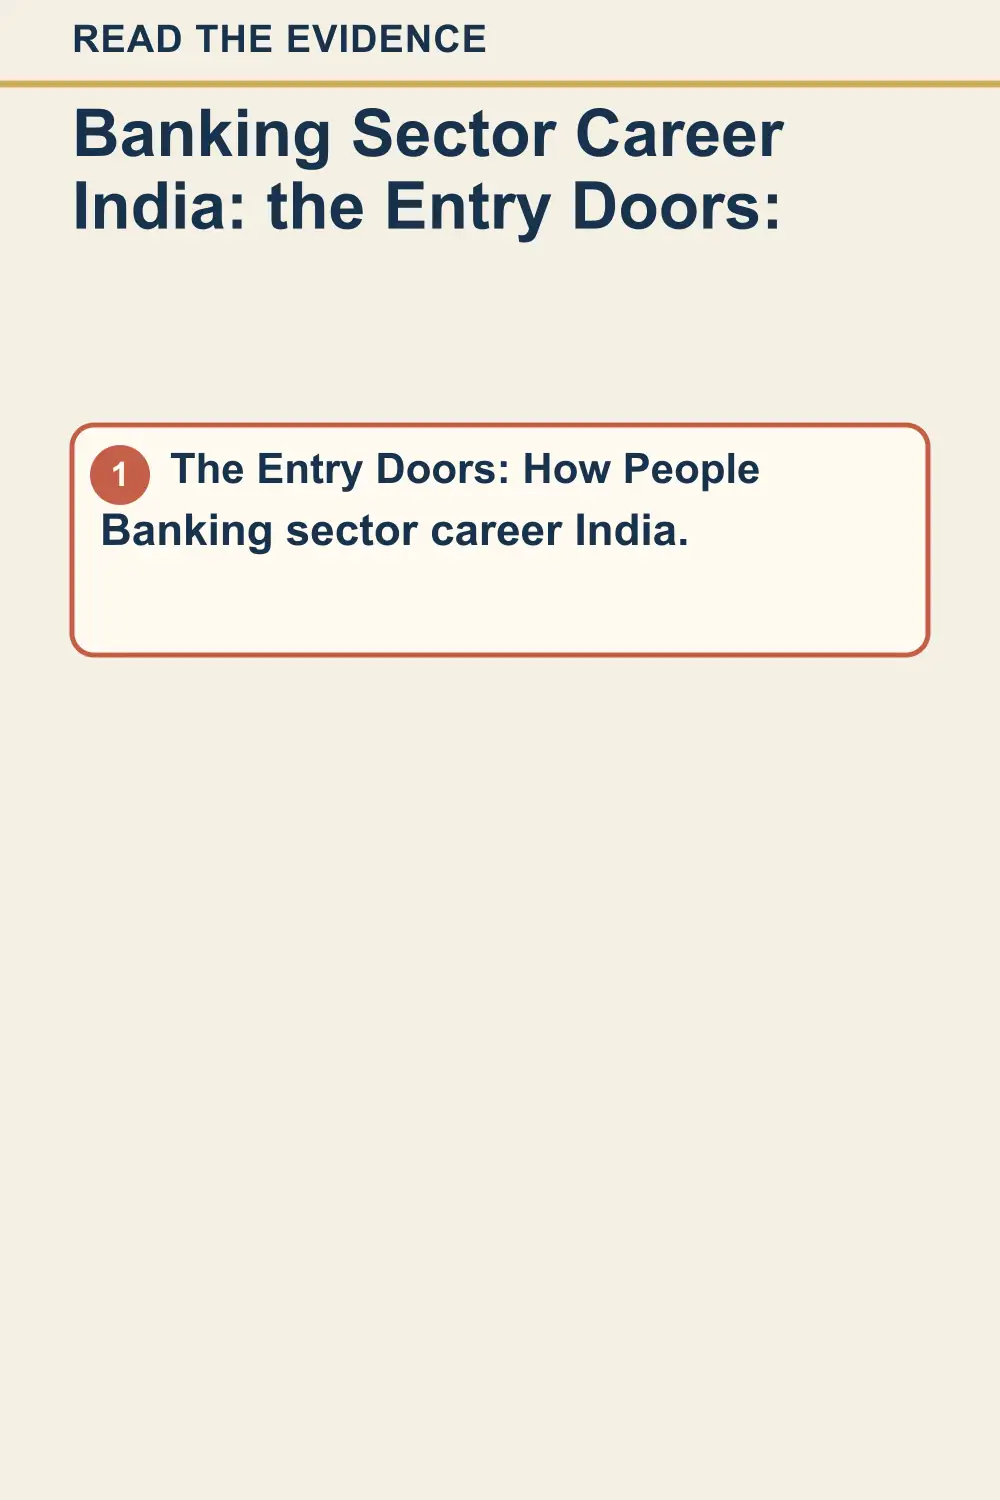 READ THE EVIDENCE
Banking Sector Career
India: the Entry Doors:
1 The Entry Doors: How People
Banking sector career India.